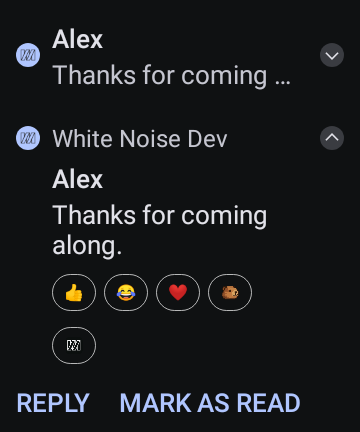 Alex
Thanks for coming ...
White Noise Dev
Alex
Thanks for coming
along.
👍 😂 ❤️ 🦫
REPLY MARK AS READ